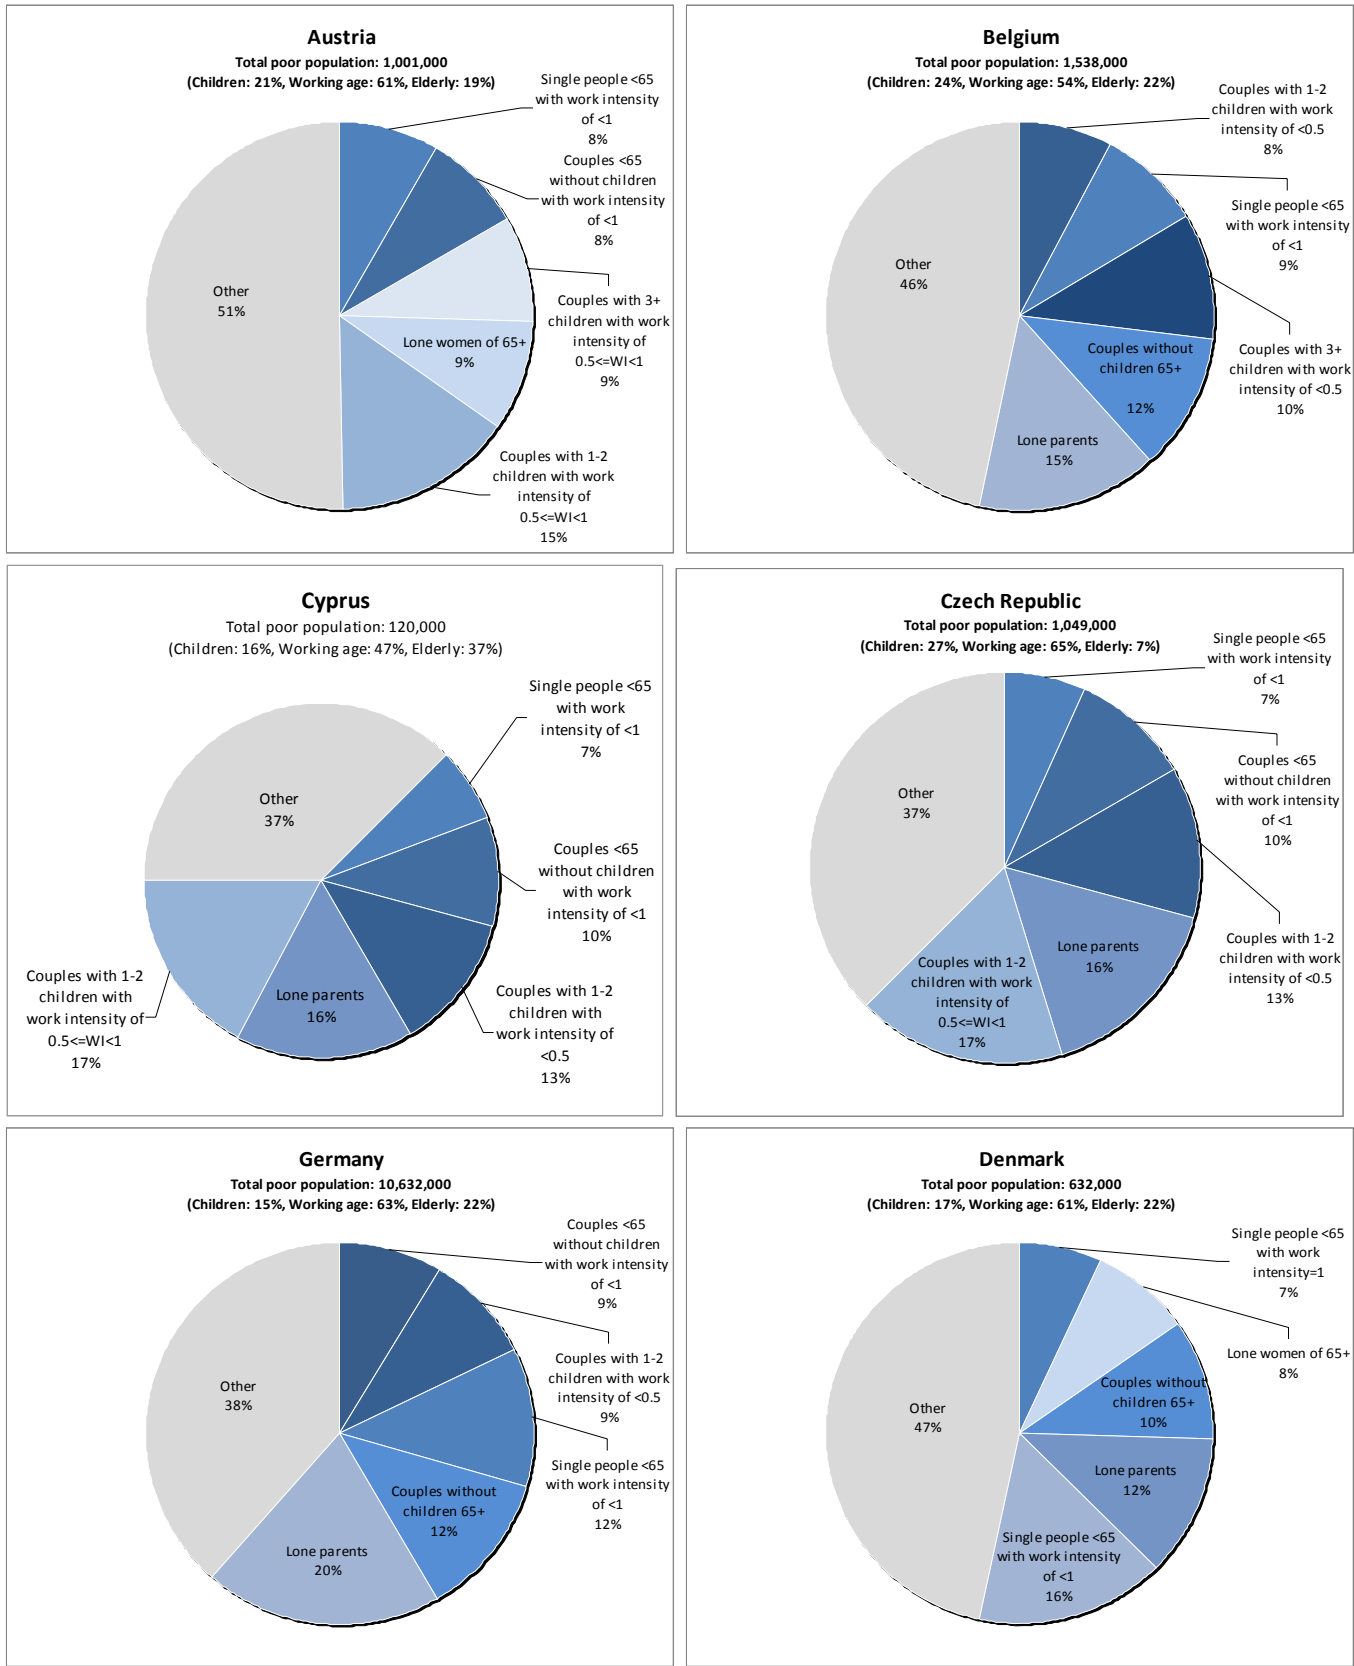 Austria
Total poor population: 1,001,000
(Children: 21%, Working age: 61%, Elderly: 19%)
Single people <65
with work intensity
of <1
8%
Couples <65
without children
with work intensity
of <1
8%
Couples with 3+
children with work
intensity of
0.5<=WI<1
9%
Lone women of 65+
9%
Couples with 1-2
children with work
intensity of
0.5<=WI<1
15%
Other
51%
Belgium
Total poor population: 1,538,000
(Children: 24%, Working age: 54%, Elderly: 22%)
Couples with 1-2
children with work
intensity of <0.5
8%
Single people <65
with work intensity
of <1
9%
Couples with 3+
children with work
intensity of <0.5
10%
Couples without
children 65+
12%
Lone parents
15%
Other
46%
Cyprus
Total poor population: 120,000
(Children: 16%, Working age: 47%, Elderly: 37%)
Single people <65
with work
intensity of <1
7%
Couples <65
without children
with work
intensity of <1
10%
Couples with 1-2
children with
work intensity of
<0.5
13%
Lone parents
16%
Couples with 1-2
children with
work intensity of
0.5<=WI<1
17%
Other
37%
Czech Republic
Total poor population: 1,049,000
(Children: 27%, Working age: 65%, Elderly: 7%)
Single people <65
with work intensity
of <1
7%
Couples <65
without children
with work intensity
of <1
10%
Couples with 1-2
children with work
intensity of <0.5
13%
Lone parents
16%
Couples with 1-2
children with work
intensity of
0.5<=WI<1
17%
Other
37%
Germany
Total poor population: 10,632,000
(Children: 15%, Working age: 63%, Elderly: 22%)
Couples <65
without children
with work intensity
of <1
9%
Couples with 1-2
children with work
intensity of <0.5
9%
Single people <65
with work intensity
of <1
12%
Couples without
children 65+
12%
Lone parents
20%
Other
38%
Denmark
Total poor population: 632,000
(Children: 17%, Working age: 61%, Elderly: 22%)
Single people <65
with work
intensity=1
7%
Lone women of 65+
8%
Couples without
children 65+
10%
Lone parents
12%
Single people <65
with work intensity
of <1
16%
Other
47%